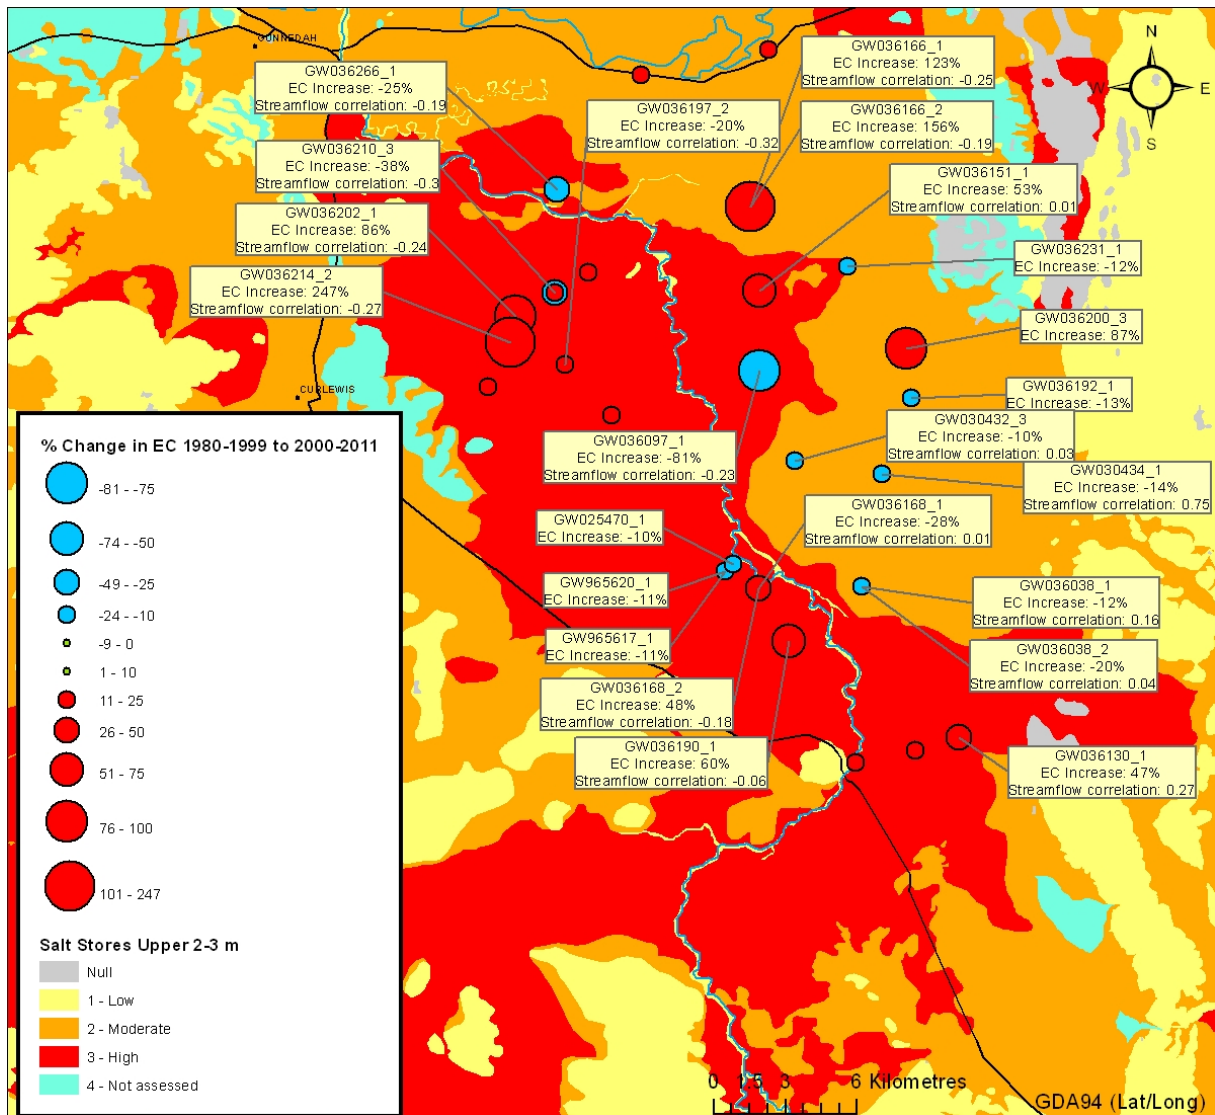 GUNNEDAH
N
W
E
S
GW036166_1
EC Increase: 123%
Streamflow correlation: -0.25
GW036266_1
EC Increase: -25%
Streamflow correlation: -0.19
GW036197_2
EC Increase: -20%
Streamflow correlation: -0.32
GW036166_2
EC Increase: 156%
Streamflow correlation: -0.19
GW036210_3
EC Increase: -38%
Streamflow correlation: -0.3
GW036151_1
EC Increase: 53%
Streamflow correlation: 0.01
GW036202_1
EC Increase: 86%
Streamflow correlation: -0.24
GW036231_1
EC Increase: -12%
GW036214_2
EC Increase: 247%
Streamflow correlation: -0.27
GW036200_3
EC Increase: 87%
CURLEWIS
GW036192_1
EC Increase: -13%
GW030432_3
EC Increase: -10%
Streamflow correlation: 0.03
GW036097_1
EC Increase: -81%
Streamflow correlation: -0.23
GW030434_1
EC Increase: -14%
Streamflow correlation: 0.75
GW036168_1
EC Increase: -28%
Streamflow correlation: 0.01
GW025470_1
EC Increase: -10%
GW965620_1
EC Increase: -11%
GW036038_1
EC Increase: -12%
Streamflow correlation: 0.16
GW965617_1
EC Increase: -11%
GW036038_2
EC Increase: -20%
Streamflow correlation: 0.04
GW036168_2
EC Increase: 48%
Streamflow correlation: -0.18
GW036190_1
EC Increase: 60%
Streamflow correlation: -0.06
GW036130_1
EC Increase: 47%
Streamflow correlation: 0.27
% Change in EC 1980-1999 to 2000-2011
-81 - -75
-74 - -50
-49 - -25
-24 - -10
-9 - 0
1 - 10
11 - 25
26 - 50
51 - 75
76 - 100
101 - 247
Salt Stores Upper 2-3 m
Null
1 - Low
2 - Moderate
3 - High
4 - Not assessed
0 1.5 3 6 Kilometres
GDA94 (Lat/Long)